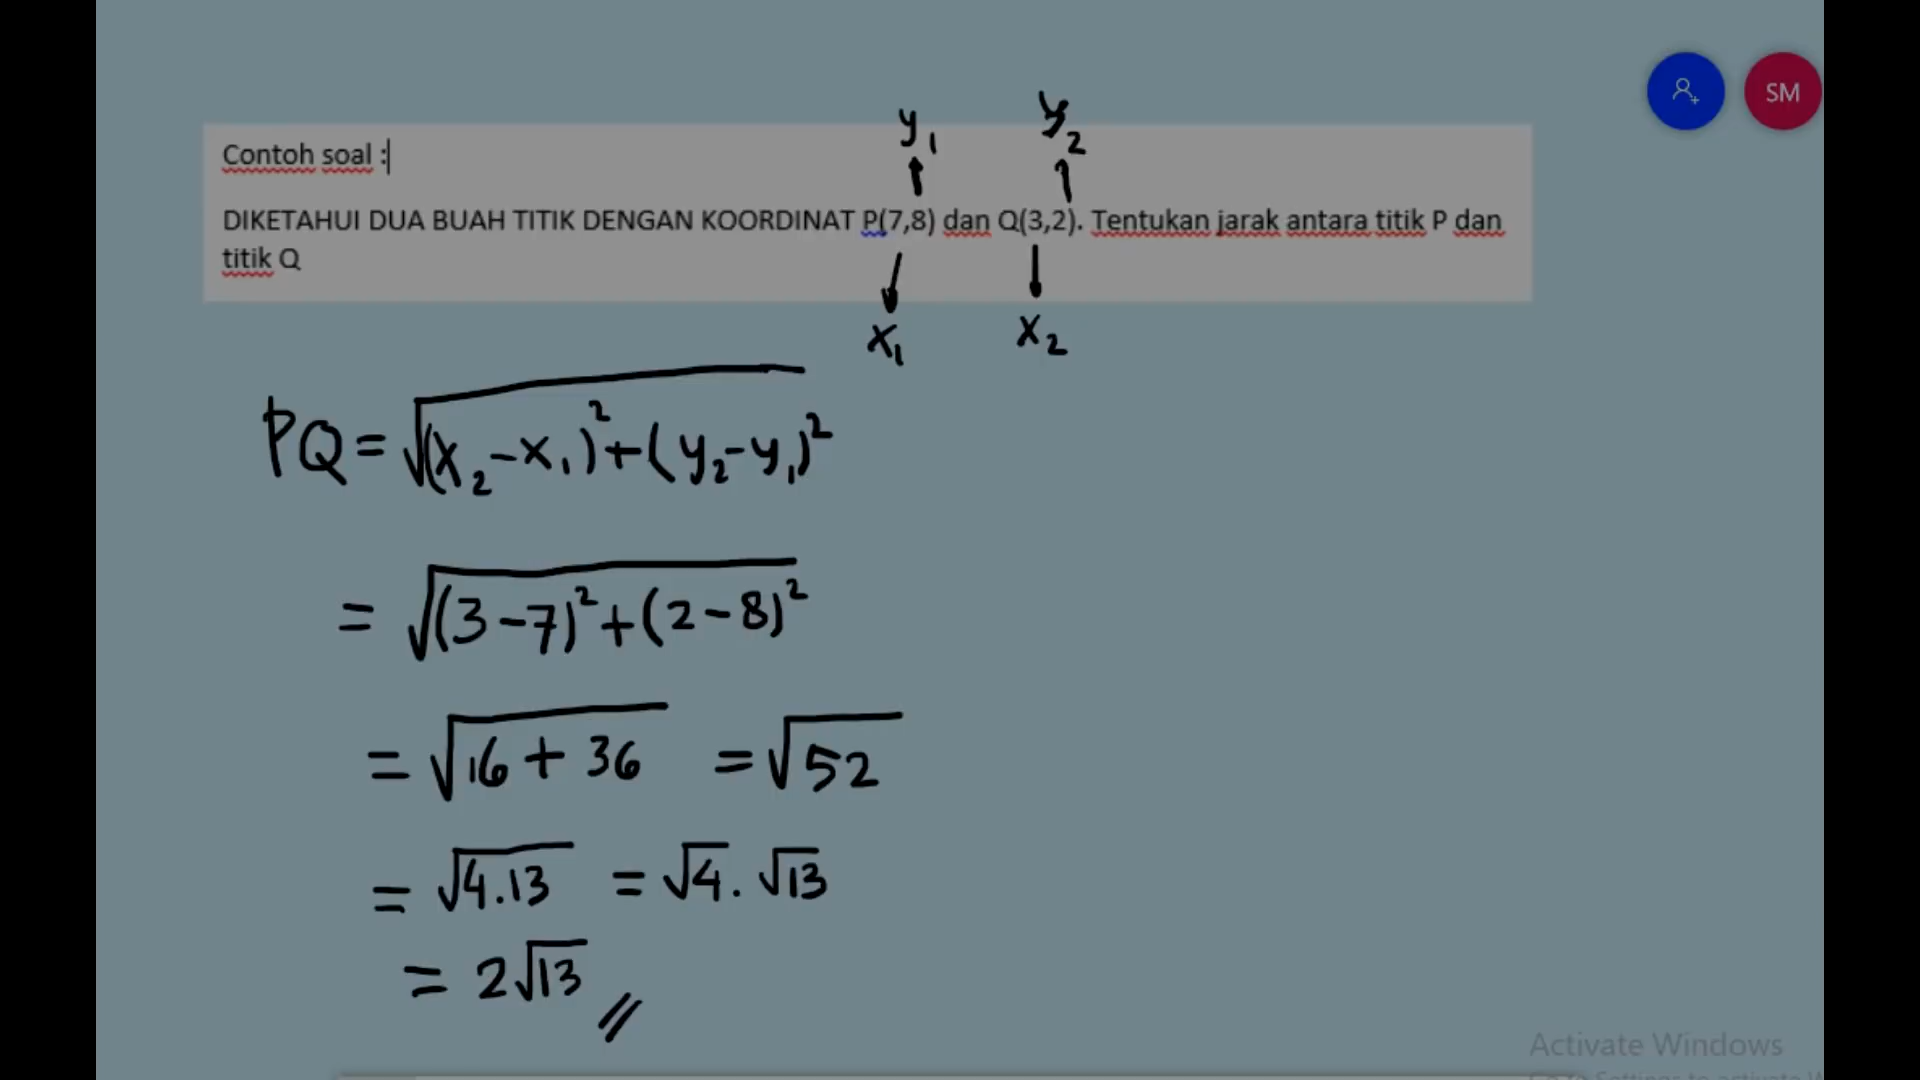 SM
y₁ y₂
Contoh soal :
DIKETAHUI DUA BUAH TITIK DENGAN KOORDINAT P(7,8) dan Q(3,2). Tentukan jarak antara titik P dan
titik Q
x₁ x₂
PQ = √(x₂-x₁)²+(y₂-y₁)²
= √(3-7)²+(2-8)²
= √16 + 36 = √52
= √4.13 = √4 . √13
= 2√13 //
Activate Windows